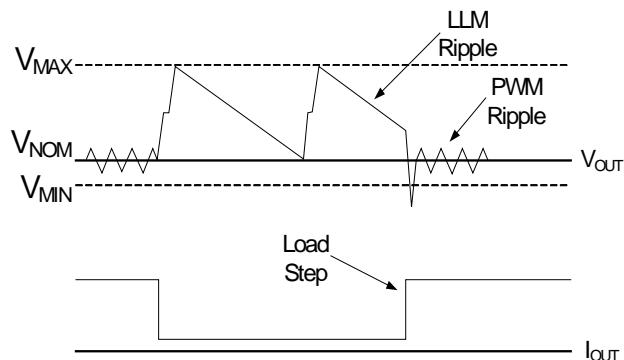 LLM
Ripple
VMAX
PWM
Ripple
VNOM
VOUT
VMIN
Load
Step
IOUT